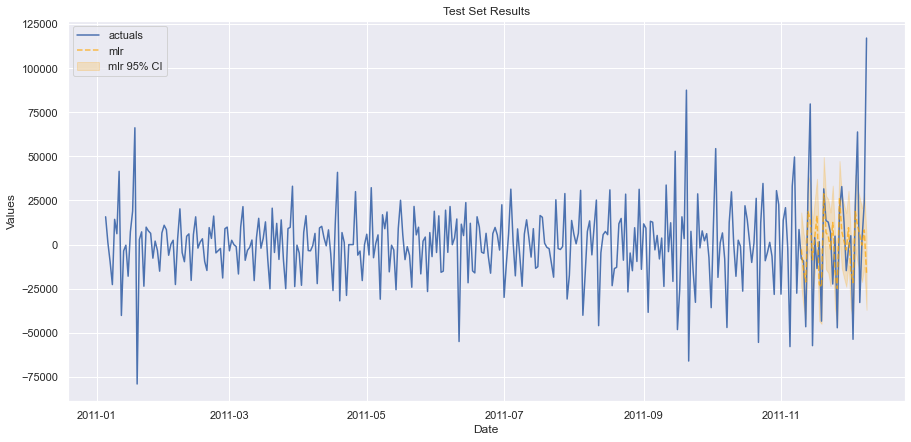 Test Set Results
actuals
mlr
mlr 95% CI
Values
125000
100000
75000
50000
25000
0
−25000
−50000
−75000
2011-01
2011-03
2011-05
2011-07
2011-09
2011-11
Date